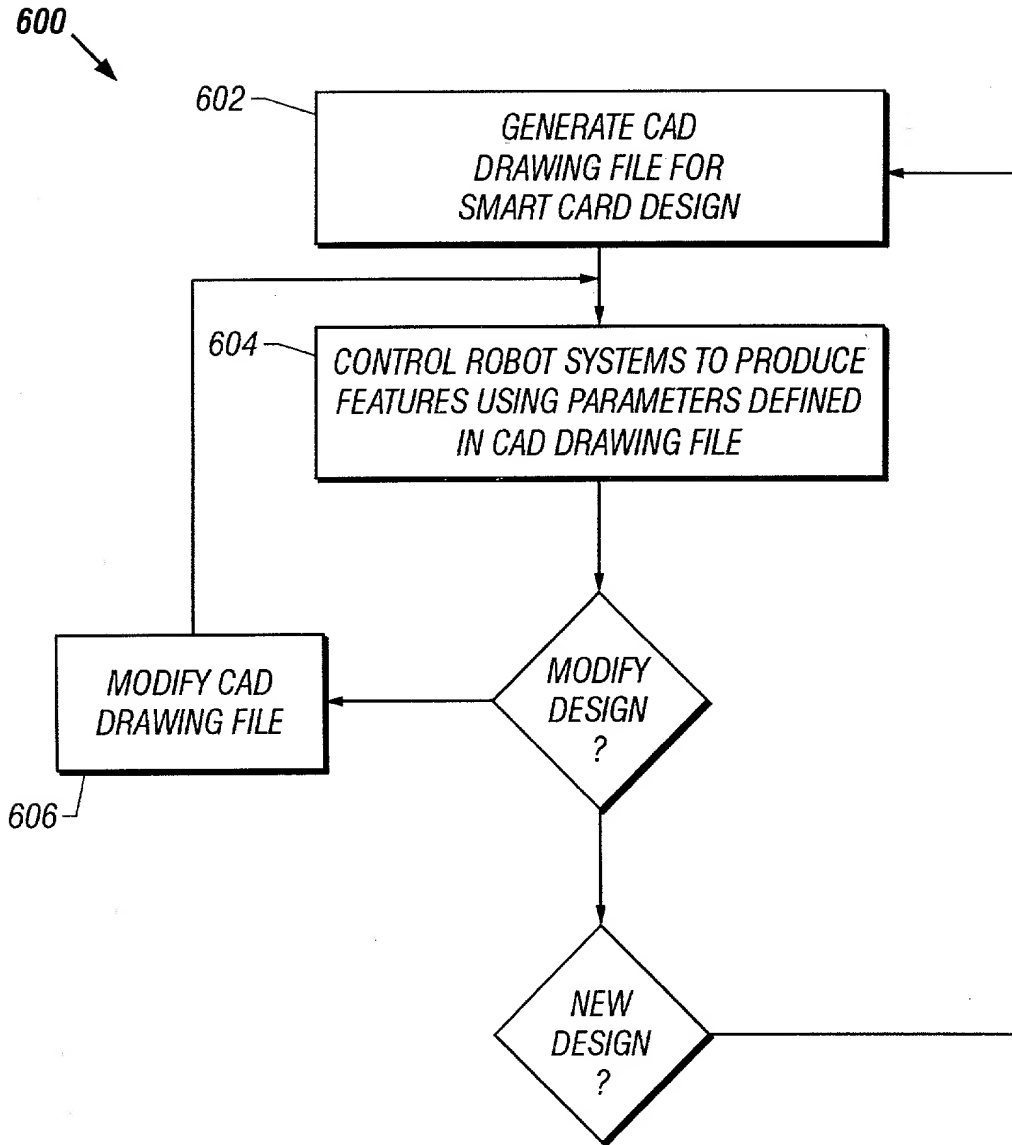 600
602
GENERATE CAD
DRAWING FILE FOR
SMART CARD DESIGN
604
CONTROL ROBOT SYSTEMS TO PRODUCE
FEATURES USING PARAMETERS DEFINED
IN CAD DRAWING FILE
MODIFY CAD
DRAWING FILE
606
MODIFY
DESIGN
?
NEW
DESIGN
?